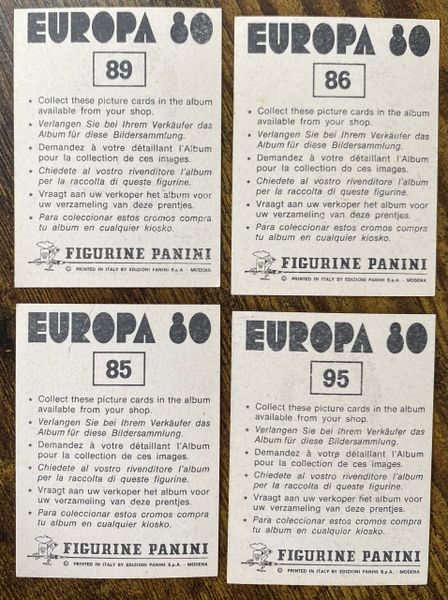 EUROPA 80
89
★ Collect these picture cards in the album
available from your shop.
★ Verlangen Sie bei Ihrem Verkäufer das
Album für diese Bildersammlung.
★ Demandez à votre détaillant l'Album
pour la collection de ces images.
★ Chiedete al vostro rivenditore l'album
per la raccolta di queste figurine.
★ Vraagt aan uw verkoper het album voor
uw verzameling van deze prentjes.
★ Para coleccionar estos cromos compra
tu album en cualquier kiosko.
FIGURINE PANINI
© PRINTED IN ITALY BY EDIZIONI PANINI S.p.A. - MODENA
EUROPA 80
86
★ Collect these picture cards in the album
available from your shop.
★ Verlangen Sie bei Ihrem Verkäufer das
Album für diese Bildersammlung.
★ Demandez à votre détaillant l'Album
pour la collection de ces images.
★ Chiedete al vostro rivenditore l'album
per la raccolta di queste figurine.
★ Vraagt aan uw verkoper het album voor
uw verzameling van deze prentjes.
★ Para coleccionar estos cromos compra
tu album en cualquier kiosko.
FIGURINE PANINI
© PRINTED IN ITALY BY EDIZIONI PANINI S.p.A. - MODENA
EUROPA 80
85
★ Collect these picture cards in the album
available from your shop.
★ Verlangen Sie bei Ihrem Verkäufer das
Album für diese Bildersammlung.
★ Demandez à votre détaillant l'Album
pour la collection de ces images.
★ Chiedete al vostro rivenditore l'album
per la raccolta di queste figurine.
★ Vraagt aan uw verkoper het album voor
uw verzameling van deze prentjes.
★ Para coleccionar estos cromos compra
tu album en cualquier kiosko.
FIGURINE PANINI
© PRINTED IN ITALY BY EDIZIONI PANINI S.p.A. - MODENA
EUROPA 80
95
★ Collect these picture cards in the album
available from your shop.
★ Verlangen Sie bei Ihrem Verkäufer das
Album für diese Bildersammlung.
★ Demandez à votre détaillant l'Album
pour la collection de ces images.
★ Chiedete al vostro rivenditore l'album
per la raccolta di queste figurine.
★ Vraagt aan uw verkoper het album voor
uw verzameling van deze prentjes.
★ Para coleccionar estos cromos compra
tu album en cualquier kiosko.
FIGURINE PANINI
© PRINTED IN ITALY BY EDIZIONI PANINI S.p.A. - MODENA